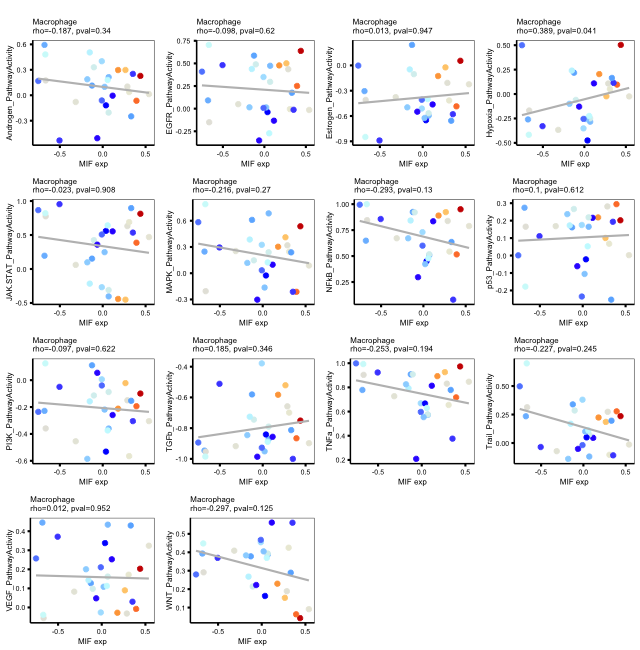 Macrophage
rho=-0.187, pval=0.34
Androgen_PathwayActivity
0.6
0.3
0.0
-0.3
-0.5
0.0
0.5
MIF exp
Macrophage
rho=-0.098, pval=0.62
EGFR_PathwayActivity
0.75
0.50
0.25
0.00
-0.25
-0.5
0.0
0.5
MIF exp
Macrophage
rho=0.013, pval=0.947
Estrogen_PathwayActivity
0.0
-0.3
-0.6
-0.9
-0.5
0.0
0.5
MIF exp
Macrophage
rho=0.389, pval=0.041
Hypoxia_PathwayActivity
0.50
0.25
0.00
-0.25
-0.50
-0.5
0.0
0.5
MIF exp
Macrophage
rho=-0.023, pval=0.908
JAK.STAT_PathwayActivity
1.0
0.5
0.0
-0.5
-0.5
0.0
0.5
MIF exp
Macrophage
rho=-0.216, pval=0.27
MAPK_PathwayActivity
0.6
0.3
0.0
-0.3
-0.5
0.0
0.5
MIF exp
Macrophage
rho=-0.293, pval=0.13
NFkB_PathwayActivity
1.00
0.75
0.50
0.25
-0.5
0.0
0.5
MIF exp
Macrophage
rho=0.1, pval=0.612
p53_PathwayActivity
0.3
0.2
0.1
0.0
-0.1
-0.2
-0.5
0.0
0.5
MIF exp
Macrophage
rho=-0.097, pval=0.622
PI3K_PathwayActivity
0.0
-0.2
-0.4
-0.6
-0.5
0.0
0.5
MIF exp
Macrophage
rho=0.185, pval=0.346
TGFb_PathwayActivity
-0.4
-0.6
-0.8
-1.0
-0.5
0.0
0.5
MIF exp
Macrophage
rho=-0.253, pval=0.194
TNFa_PathwayActivity
1.0
0.8
0.6
0.4
0.2
-0.5
0.0
0.5
MIF exp
Macrophage
rho=-0.227, pval=0.245
Trail_PathwayActivity
0.50
0.25
0.00
-0.5
0.0
0.5
MIF exp
Macrophage
rho=0.012, pval=0.952
VEGF_PathwayActivity
0.4
0.3
0.2
0.1
0.0
-0.5
0.0
0.5
MIF exp
Macrophage
rho=-0.297, pval=0.125
WNT_PathwayActivity
0.5
0.4
0.3
0.2
0.1
-0.5
0.0
0.5
MIF exp